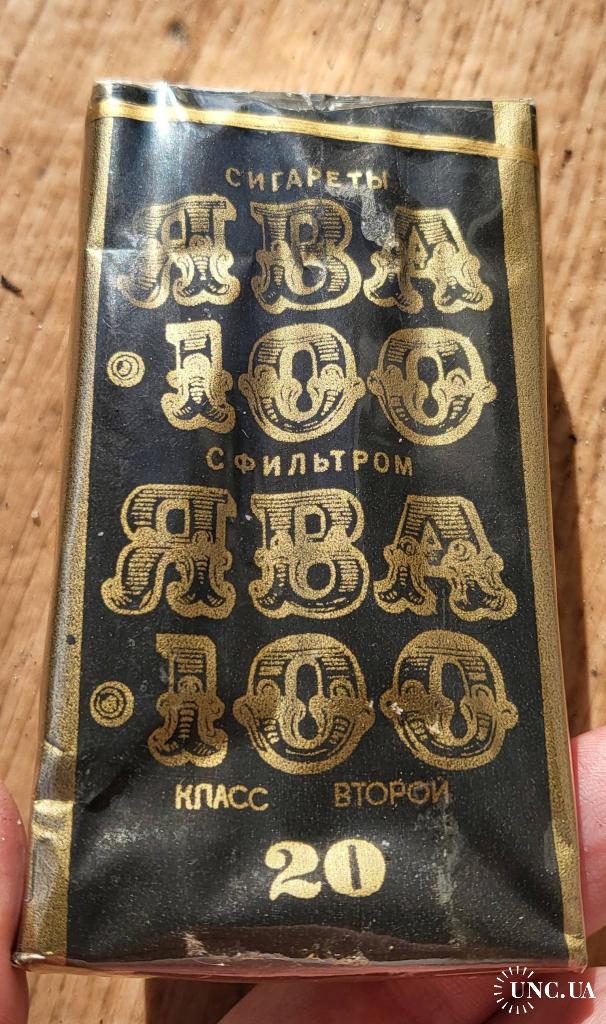 СИГАРЕТЫ
ЯВА
·100
С ФИЛЬТРОМ
ЯВА
·100
КЛАСС ВТОРОЙ
20
UNC.UA